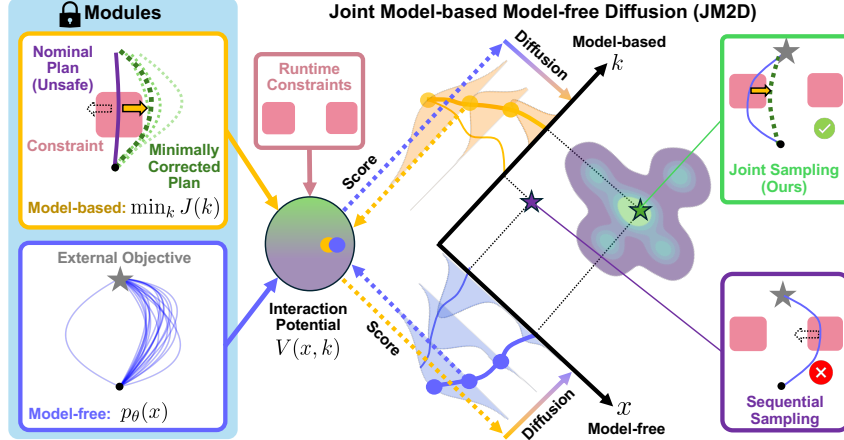 Modules
Joint Model-based Model-free Diffusion (JM2D)
Nominal
Plan
(Unsafe)
Constraint
Minimally
Corrected
Plan
Model-based: min_k J(k)
External Objective
Model-free: p_θ(x)
Runtime
Constraints
Interaction
Potential
V(x, k)
Score
Score
Diffusion
Diffusion
Model-based
k
x
Model-free
Joint Sampling
(Ours)
Sequential
Sampling